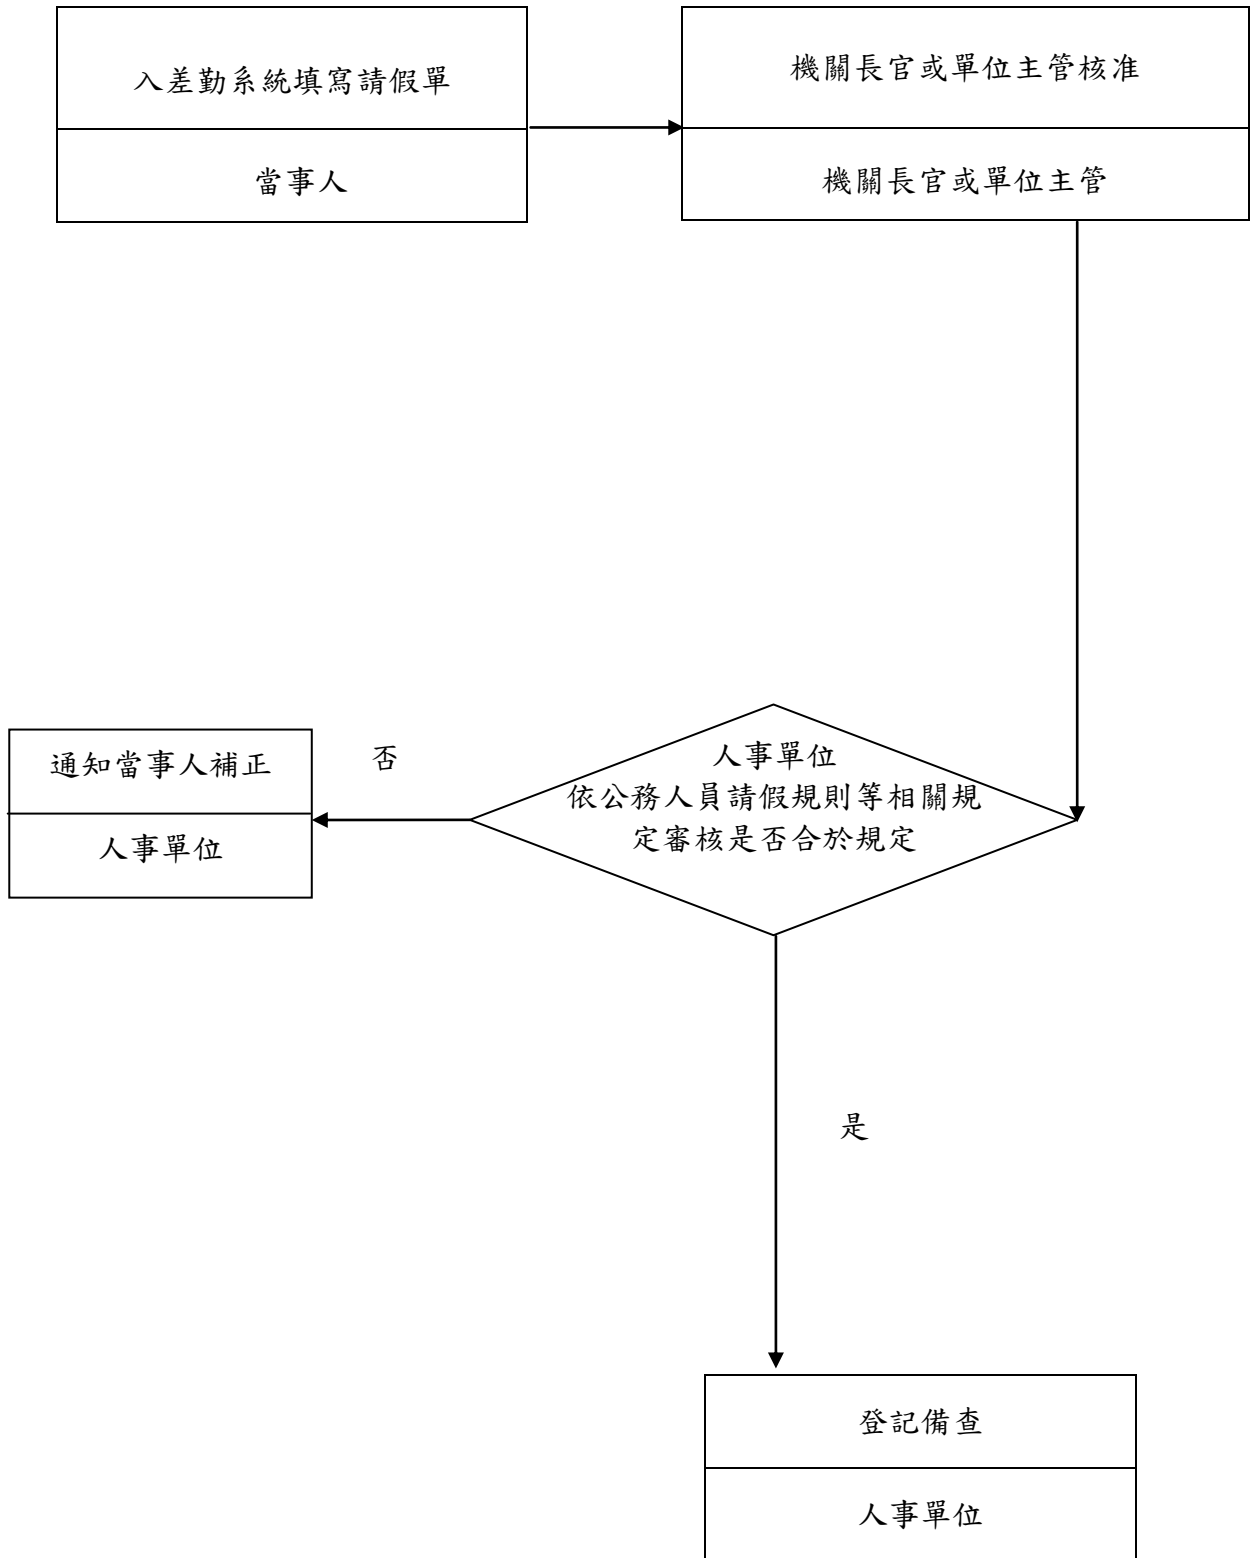 入差勤系統填寫請假單
當事人
機關長官或單位主管核准
機關長官或單位主管
人事單位
依公務人員請假規則等相關規
定審核是否合於規定
否
通知當事人補正
人事單位
是
登記備查
人事單位